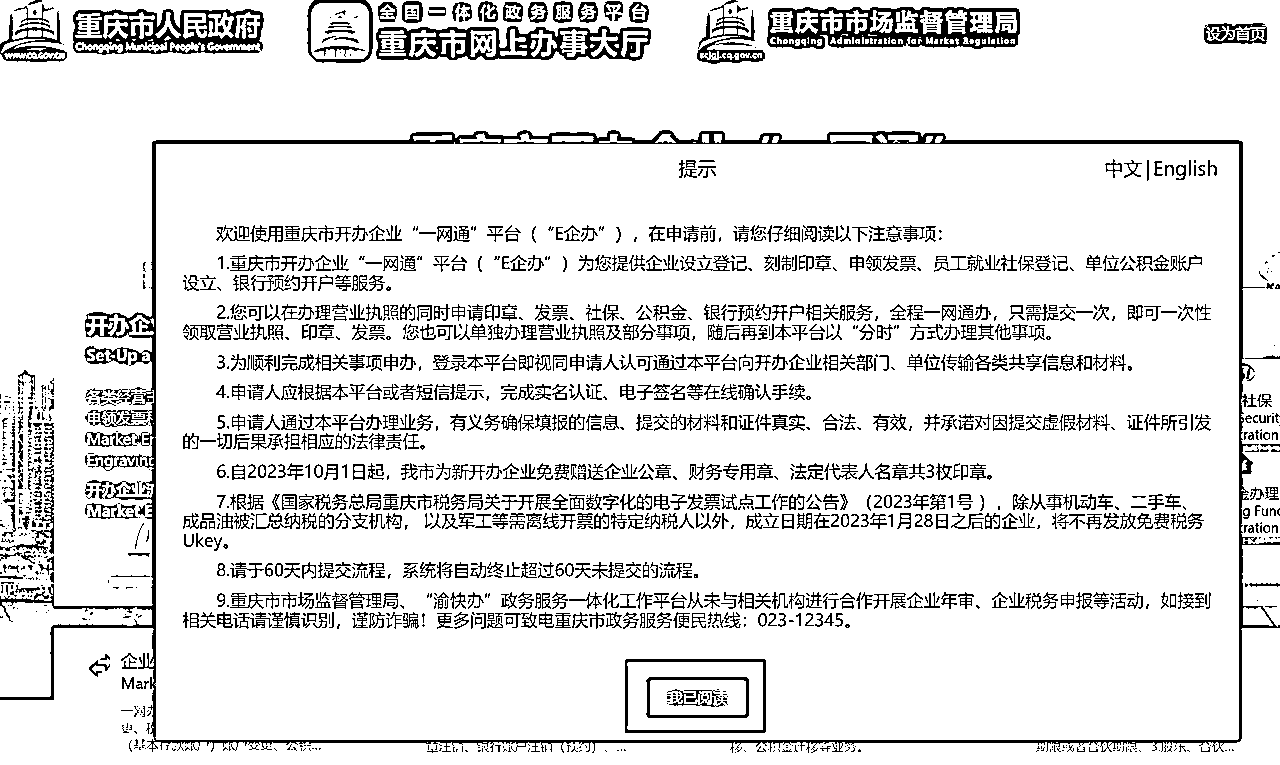 重庆市人民政府
Chongqing Municipal People's Government
www.cq.gov.cn
全国一体化政务服务平台
重庆市网上办事大厅
重庆市市场监督管理局
Chongqing Administration for Market Regulation
scjgj.cq.gov.cn
设为首页
提示
中文|English
欢迎使用重庆市开办企业“一网通”平台（“E企办”），在申请前，请您仔细阅读以下注意事项：
1.重庆市开办企业“一网通”平台（“E企办”）为您提供企业设立登记、刻制印章、申领发票、员工就业社保登记、单位公积金账户
设立、银行预约开户等服务。
2.您可以在办理营业执照的同时申请印章、发票、社保、公积金、银行预约开户相关服务，全程一网通办，只需提交一次，即可一次性
领取营业执照、印章、发票。您也可以单独办理营业执照及部分事项，随后再到本平台以“分时”方式办理其他事项。
3.为顺利完成相关事项申办，登录本平台即视同申请人认可通过本平台向开办企业相关部门、单位传输各类共享信息和材料。
4.申请人应根据本平台或者短信提示，完成实名认证、电子签名等在线确认手续。
5.申请人通过本平台办理业务，有义务确保填报的信息、提交的材料和证件真实、合法、有效，并承诺对因提交虚假材料、证件所引发
的一切后果承担相应的法律责任。
6.自2023年10月1日起，我市为新开办企业免费赠送企业公章、财务专用章、法定代表人名章共3枚印章。
7.根据《国家税务总局重庆市税务局关于开展全面数字化的电子发票试点工作的公告》（2023年第1号 ），除从事机动车、二手车、
成品油被汇总纳税的分支机构， 以及军工等需离线开票的特定纳税人以外，成立日期在2023年1月28日之后的企业，将不再发放免费税务
Ukey。
8.请于60天内提交流程，系统将自动终止超过60天未提交的流程。
9.重庆市市场监督管理局、“渝快办”政务服务一体化工作平台从未与相关机构进行合作开展企业年审、企业税务申报等活动，如接到
相关电话请谨慎识别，谨防诈骗！更多问题可致电重庆市政务服务便民热线：023-12345。
我已阅读
开办企
Set-Up a
申领发票
Market
Engraving
开办企业
Market
社保
企业
Mark
一网办